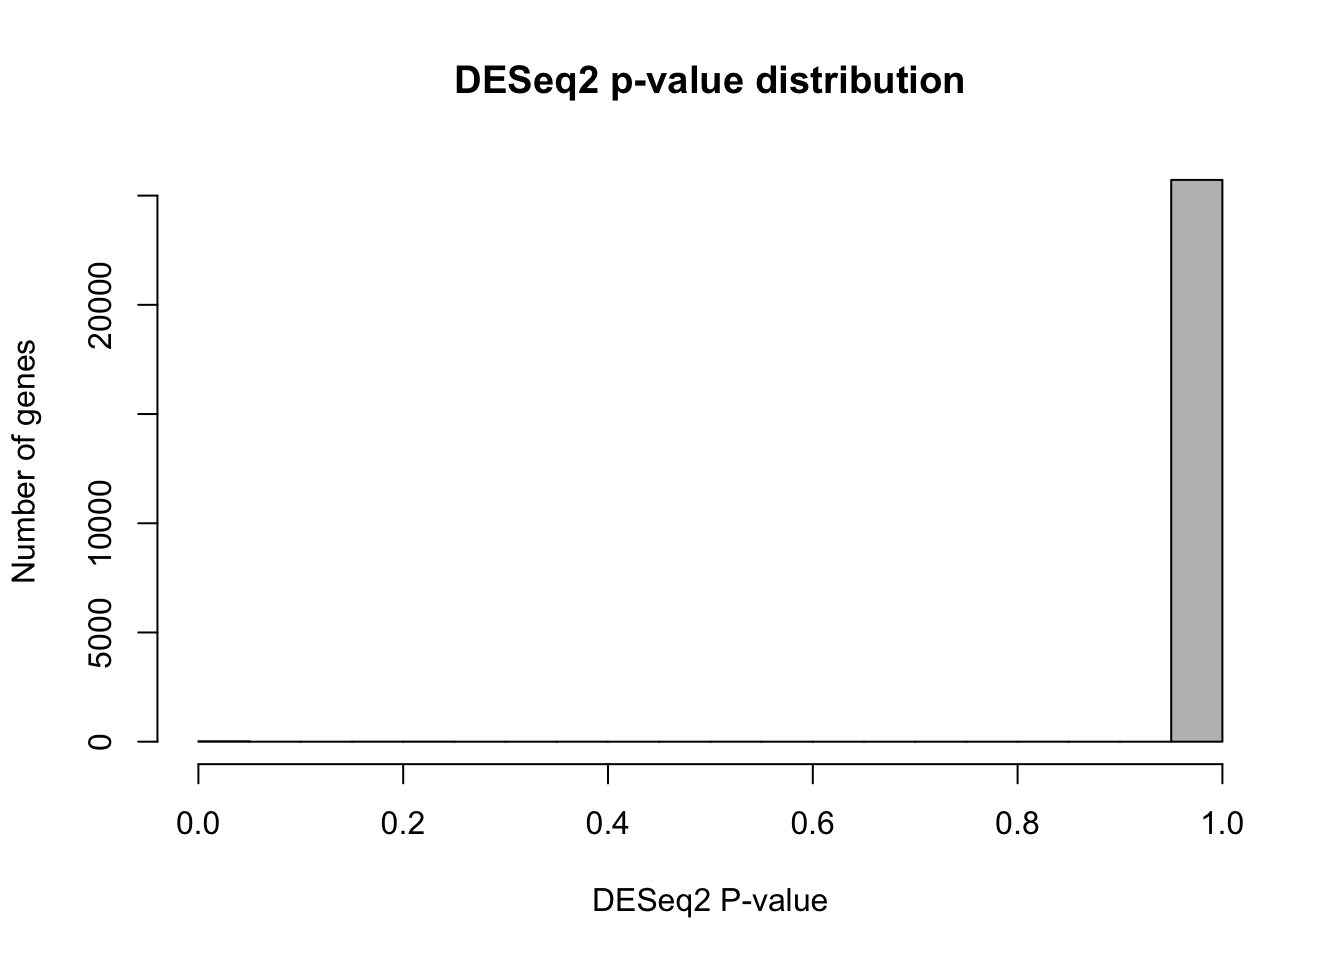 DESeq2 p-value distribution
Number of genes
20000
10000
5000
0
0.0 0.2 0.4 0.6 0.8 1.0
DESeq2 P-value